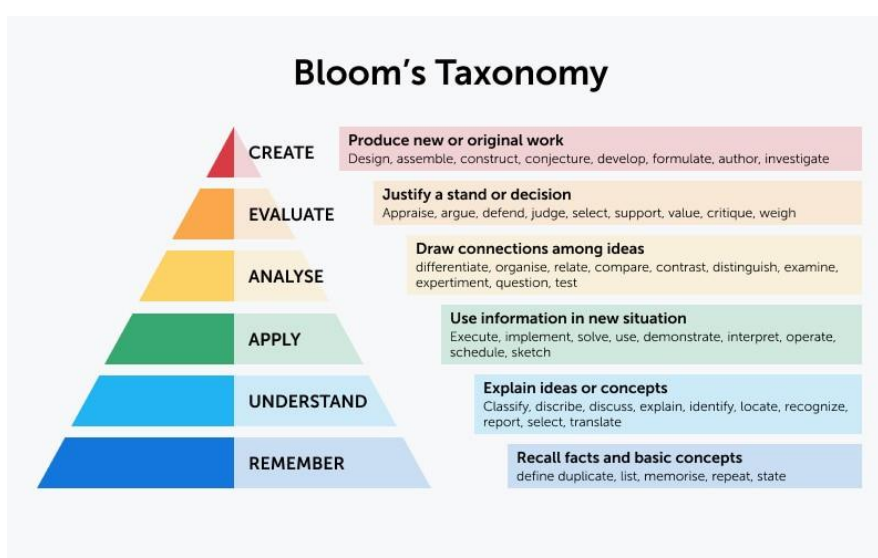 Bloom's Taxonomy
CREATE
Produce new or original work
Design, assemble, construct, conjecture, develop, formulate, author, investigate
EVALUATE
Justify a stand or decision
Appraise, argue, defend, judge, select, support, value, critique, weigh
ANALYSE
Draw connections among ideas
differentiate, organise, relate, compare, contrast, distinguish, examine,
expertiment, question, test
APPLY
Use information in new situation
Execute, implement, solve, use, demonstrate, interpret, operate,
schedule, sketch
UNDERSTAND
Explain ideas or concepts
Classify, discribe, discuss, explain, identify, locate, recognize,
report, select, translate
REMEMBER
Recall facts and basic concepts
define duplicate, list, memorise, repeat, state